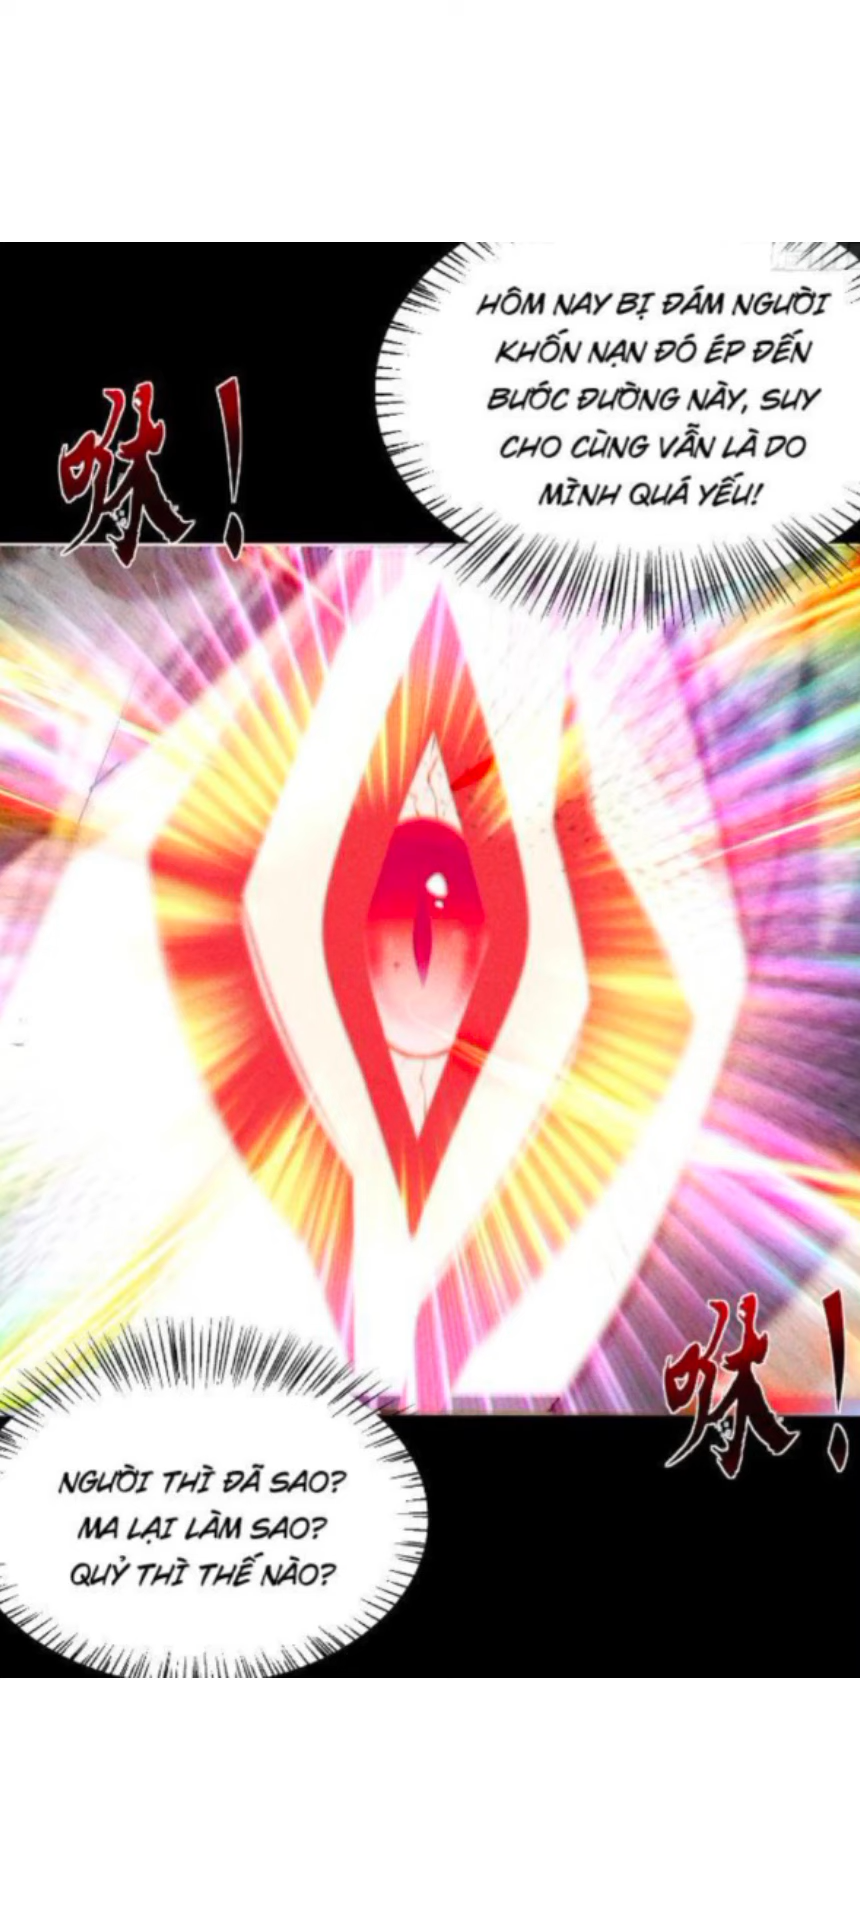 HÔM NAY BỊ ĐÁM NGƯỜI
KHỐN NẠN ĐÓ ÉP ĐẾN
BƯỚC ĐƯỜNG NÀY, SUY
CHO CÙNG VẪN LÀ DO
MÌNH QUÁ YẾU!
咻!
咻!
NGƯỜI THÌ ĐÃ SAO?
MA LẠI LÀM SAO?
QUỶ THÌ THẾ NÀO?